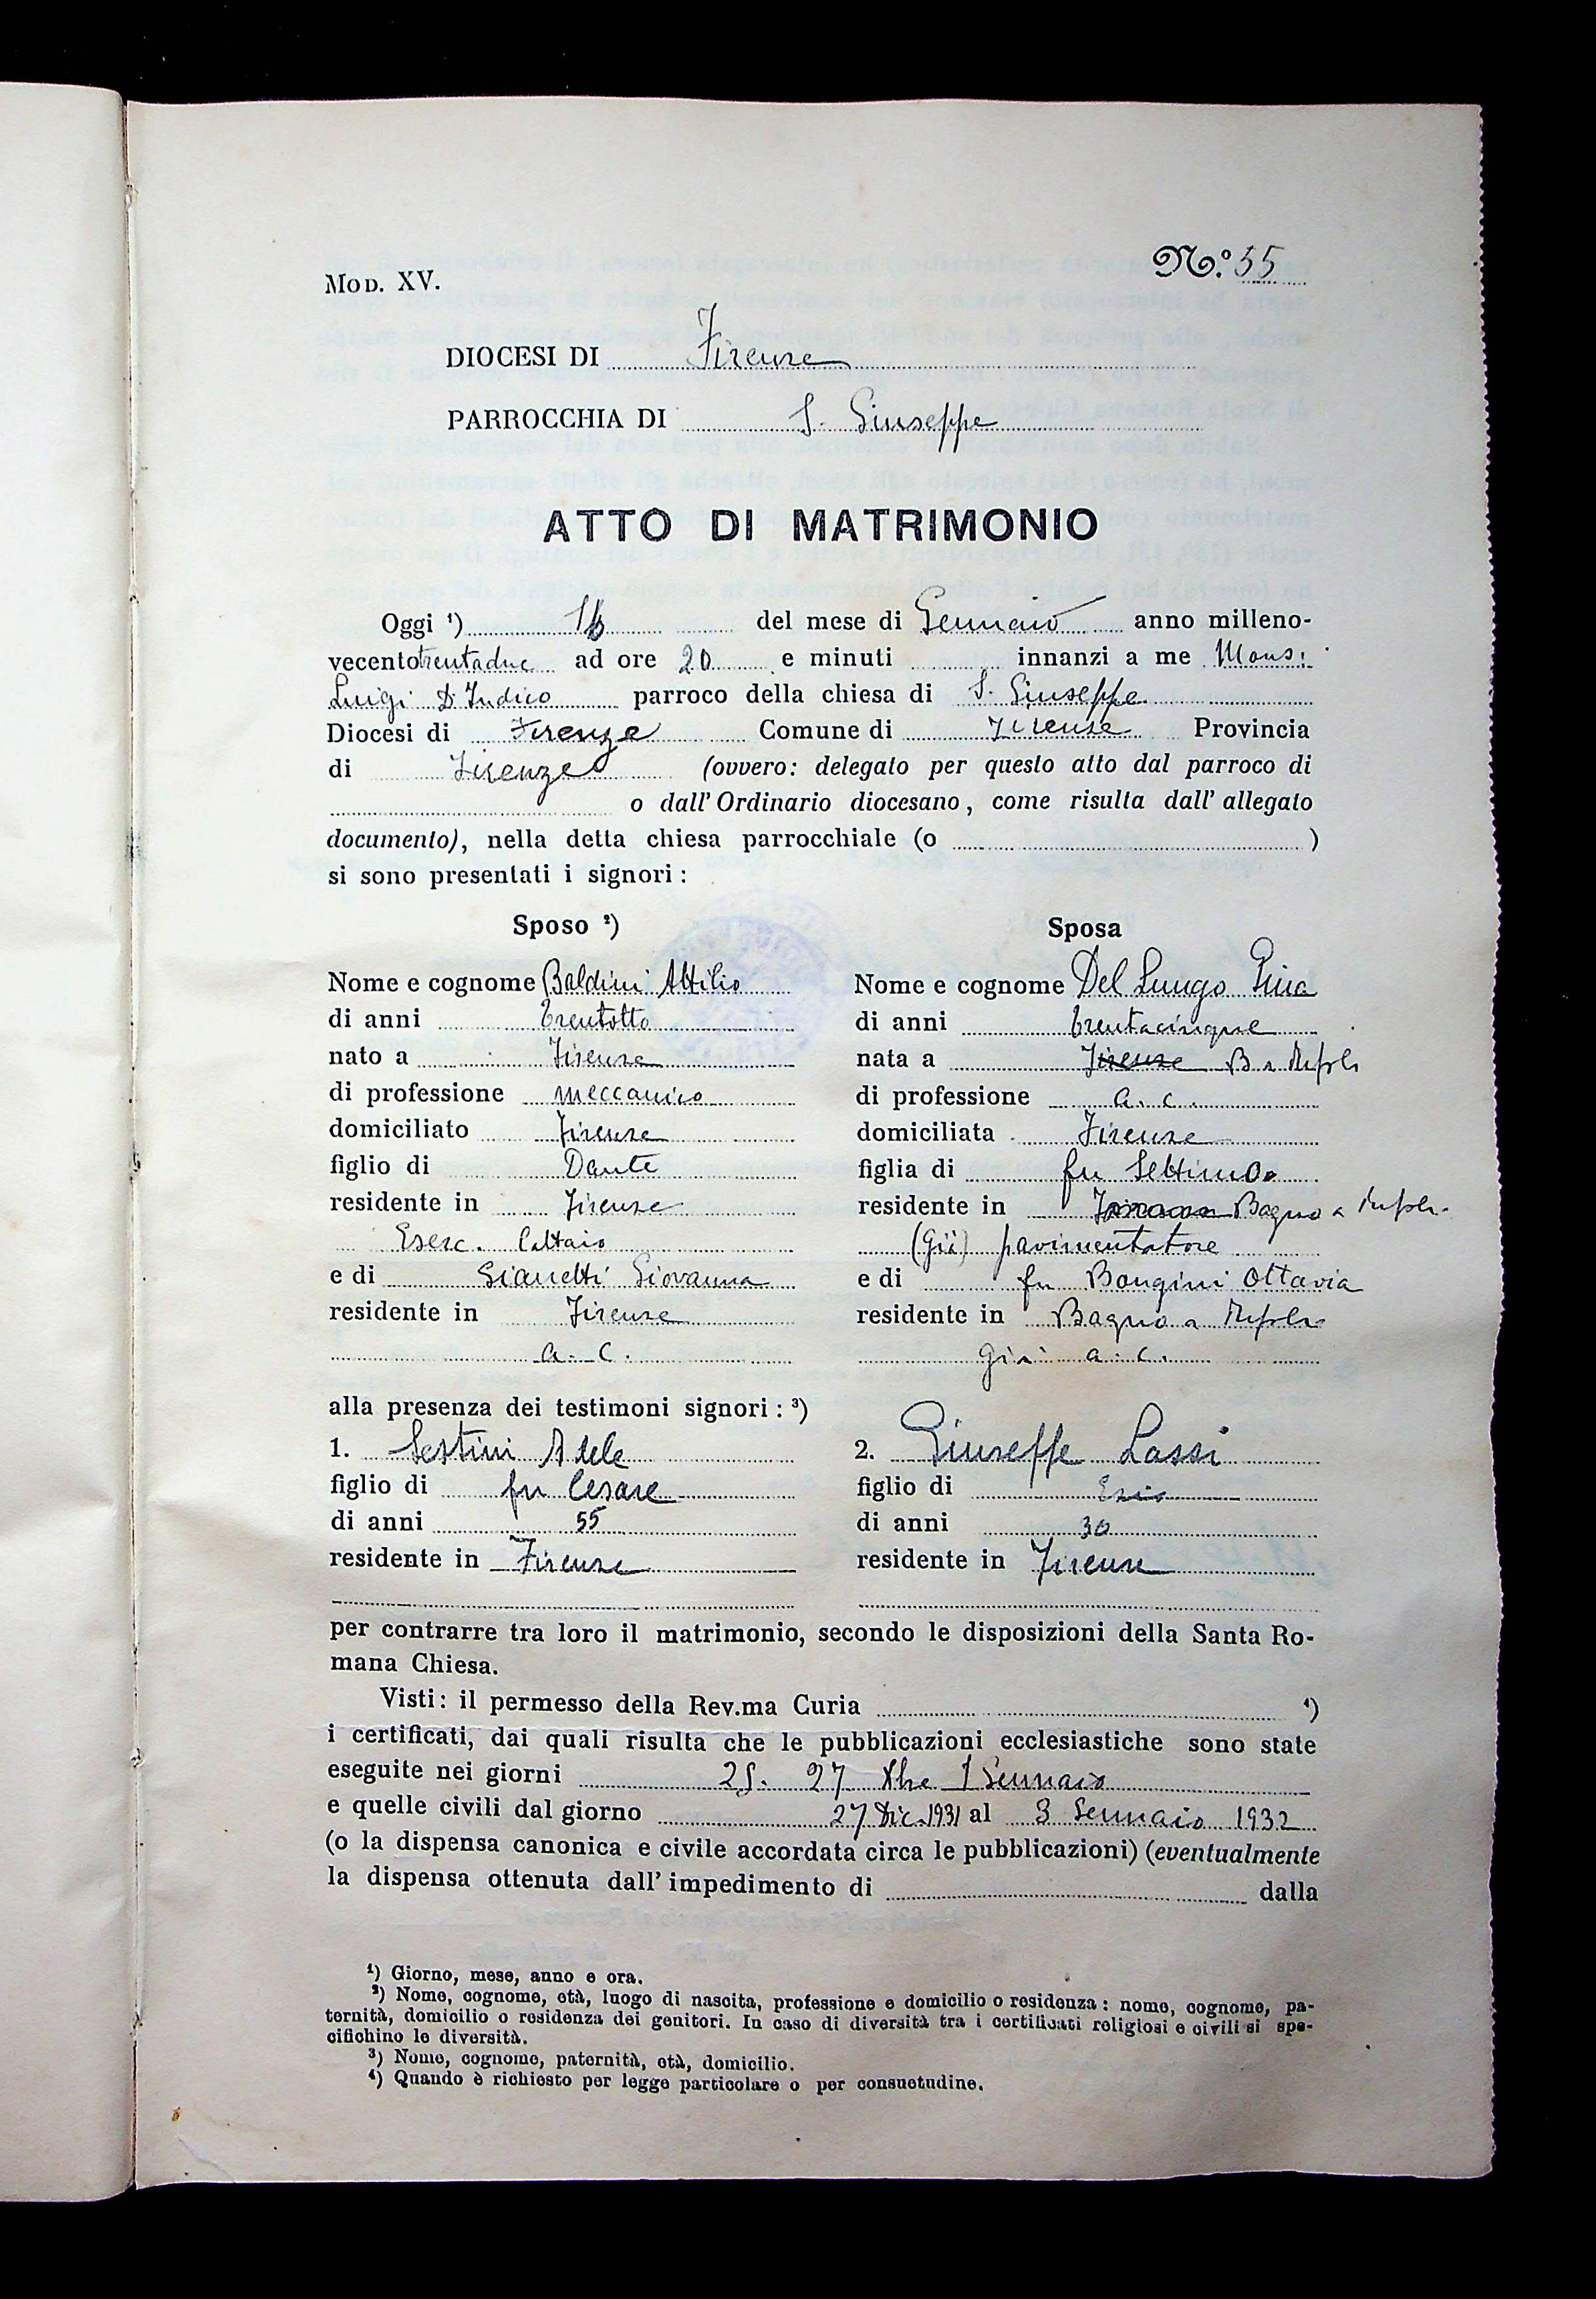 Mod. XV.
N.º 55
DIOCESI DI Firenze
PARROCCHIA DI S. Giuseppe
ATTO DI MATRIMONIO
Oggi ¹) del mese di Gennaio anno milleno-
vecentotrentadue ad ore 20 e minuti innanzi a me Mons.
Luigi D'Indico parroco della chiesa di S. Giuseppe
Diocesi di Firenze Comune di Firenze Provincia
di Firenze (ovvero: delegato per questo atto dal parroco di
o dall'Ordinario diocesano, come risulta dall'allegato
documento), nella detta chiesa parrocchiale (o )
si sono presentati i signori:
Sposo ²)
Nome e cognome Baldini Attilio
di anni trentotto
nato a Firenze
di professione meccanico
domiciliato Firenze
figlio di Dante
residente in Firenze
Eserc.
e di Gianetti Giovanna
residente in Firenze
a. c.
Sposa
Nome e cognome Del Lungo Gina
di anni trentacinque
nata a Firenze B a Ripoli
di professione a. c.
domiciliata Firenze
figlia di fu Settimo
residente in Bagno a Ripoli
(Già) pavimentatore
e di fu Bongini Ottavia
residente in Bagno a Ripoli
già a. c.
alla presenza dei testimoni signori: ³)
1. Sestini Adele
figlio di fu Cesare
di anni 55
residente in Firenze
2. Giuseppe Lassi
figlio di
di anni 30
residente in Firenze
per contrarre tra loro il matrimonio, secondo le disposizioni della Santa Ro-
mana Chiesa.
Visti: il permesso della Rev.ma Curia ⁴)
i certificati, dai quali risulta che le pubblicazioni ecclesiastiche sono state
eseguite nei giorni 25. 27 Xbre 1 Gennaio
e quelle civili dal giorno 27 Dic. 1931 al 3 Gennaio 1932
(o la dispensa canonica e civile accordata circa le pubblicazioni) (eventualmente
la dispensa ottenuta dall'impedimento di dalla
¹) Giorno, mese, anno e ora.
²) Nome, cognome, età, luogo di nascita, professione e domicilio o residenza: nome, cognome, pa-
ternità, domicilio o residenza dei genitori. In caso di diversità tra i certificati religiosi e civili si spe-
cifichino le diversità.
³) Nome, cognome, paternità, età, domicilio.
⁴) Quando è richiesto per legge particolare o per consuetudine.